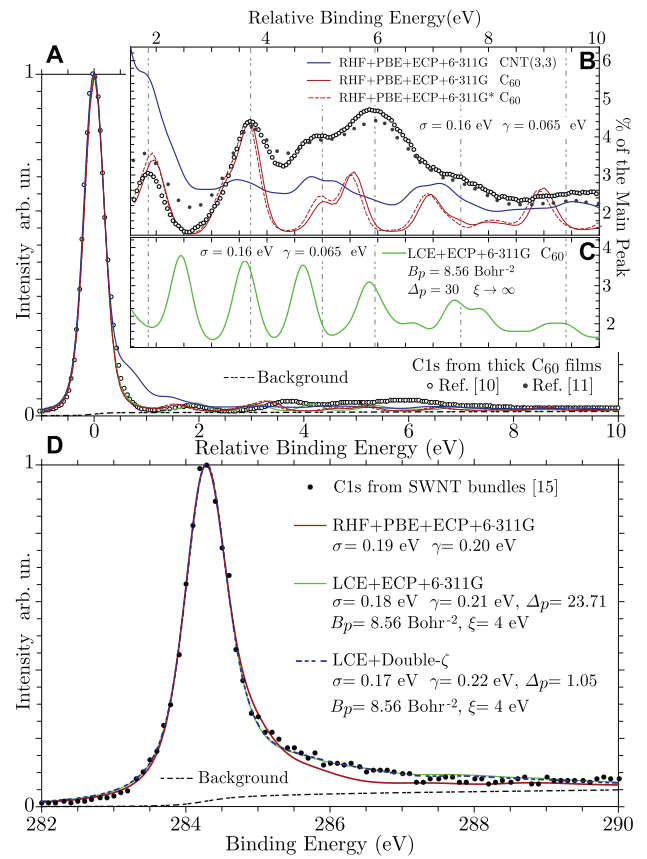 Relative Binding Energy(eV)
2 4 6 8 10
A
B
RHF+PBE+ECP+6-311G CNT(3,3)
RHF+PBE+ECP+6-311G C₆₀
RHF+PBE+ECP+6-311G* C₆₀
σ = 0.16 eV γ = 0.065 eV
6
5
4
3
2
% of the Main Peak
C
σ = 0.16 eV γ = 0.065 eV
LCE+ECP+6-311G C₆₀
Bp = 8.56 Bohr⁻²
Δp = 30 ξ → ∞
4
3
2
1
Intensity arb. un.
0
Background
C1s from thick C₆₀ films
Ref. [10] Ref. [11]
0 2 4 6 8 10
Relative Binding Energy (eV)
D
1
Intensity arb. un.
0
C1s from SWNT bundles [15]
RHF+PBE+ECP+6-311G
σ= 0.19 eV γ= 0.20 eV
LCE+ECP+6-311G
σ= 0.18 eV γ= 0.21 eV, Δp= 23.71
Bp= 8.56 Bohr⁻², ξ= 4 eV
LCE+Double-ζ
σ= 0.17 eV γ= 0.22 eV, Δp= 1.05
Bp= 8.56 Bohr⁻², ξ= 4 eV
Background
282 284 286 288 290
Binding Energy (eV)